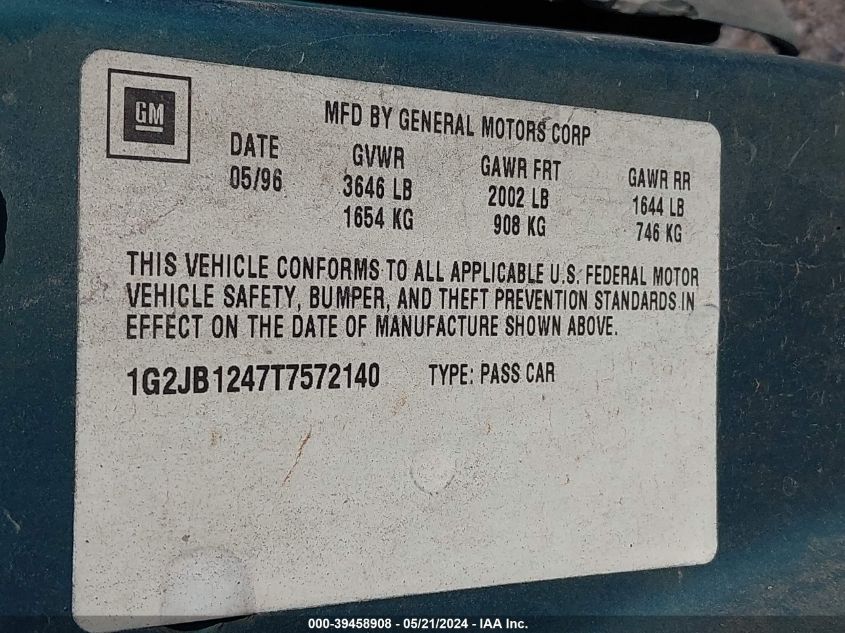 GM
MFD BY GENERAL MOTORS CORP
DATE GVWR GAWR FRT GAWR RR
05/96 3646 LB 2002 LB 1644 LB
1654 KG 908 KG 746 KG
THIS VEHICLE CONFORMS TO ALL APPLICABLE U.S. FEDERAL MOTOR
VEHICLE SAFETY, BUMPER, AND THEFT PREVENTION STANDARDS IN
EFFECT ON THE DATE OF MANUFACTURE SHOWN ABOVE.
1G2JB1247T7572140 TYPE: PASS CAR
000-39458908 - 05/21/2024 - IAA Inc.